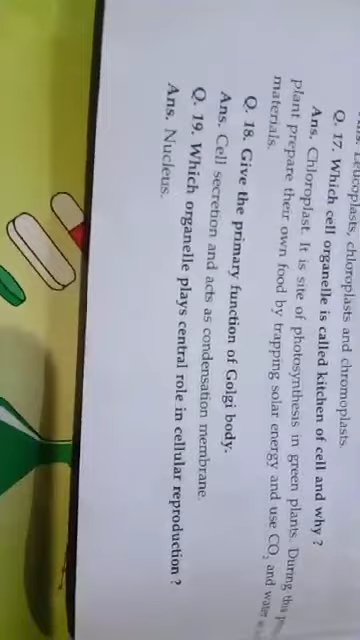 Leucoplasts, chloroplasts and chromoplasts.
Q. 17. Which cell organelle is called kitchen of cell and why ?
Ans. Chloroplast. It is site of photosynthesis in green plants. During this
plant prepare their own food by trapping solar energy and use CO₂ and water
materials.
Q. 18. Give the primary function of Golgi body.
Ans. Cell secretion and acts as condensation membrane.
Q. 19. Which organelle plays central role in cellular reproduction ?
Ans. Nucleus.